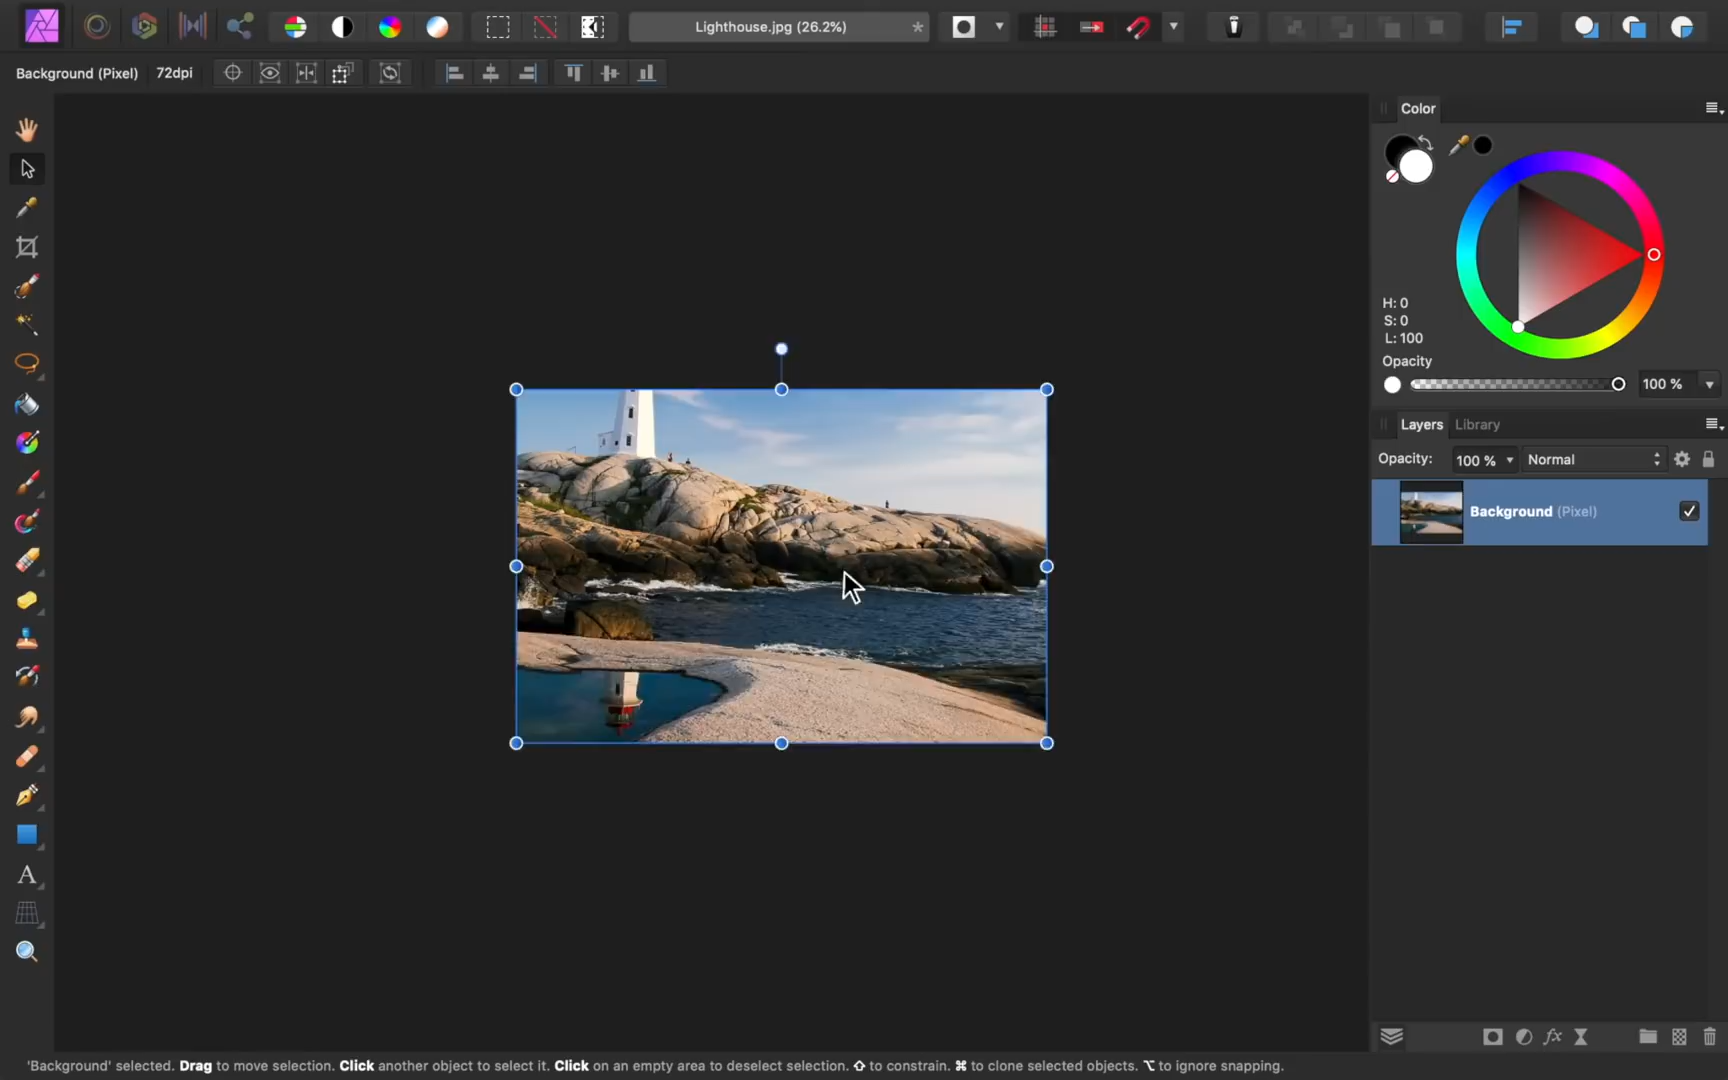 Lighthouse.jpg (26.2%)
*
Background (Pixel) 72dpi
Color
H: 0
S: 0
L: 100
Opacity
100 %
Layers Library
Opacity: 100 % Normal
Background (Pixel)
fx
A
'Background' selected. Drag to move selection. Click another object to select it. Click on an empty area to deselect selection. ⇧ to constrain. ⌘ to clone selected objects. ⌥ to ignore snapping.